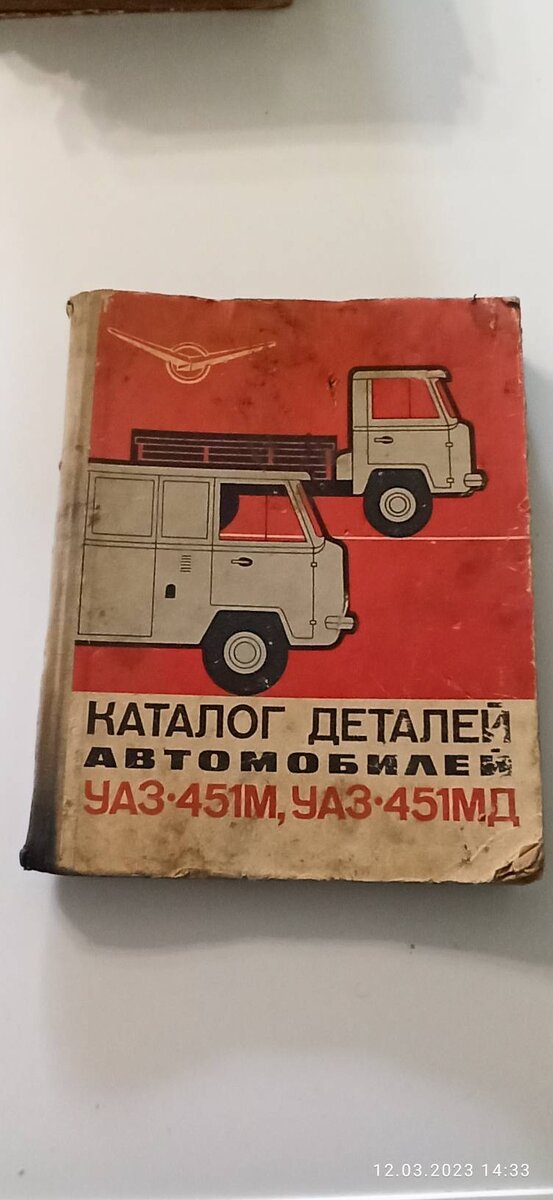 КАТАЛОГ ДЕТАЛЕЙ
АВТОМОБИЛЕЙ
УАЗ·451М, УАЗ·451МД
12.03.2023 14:33